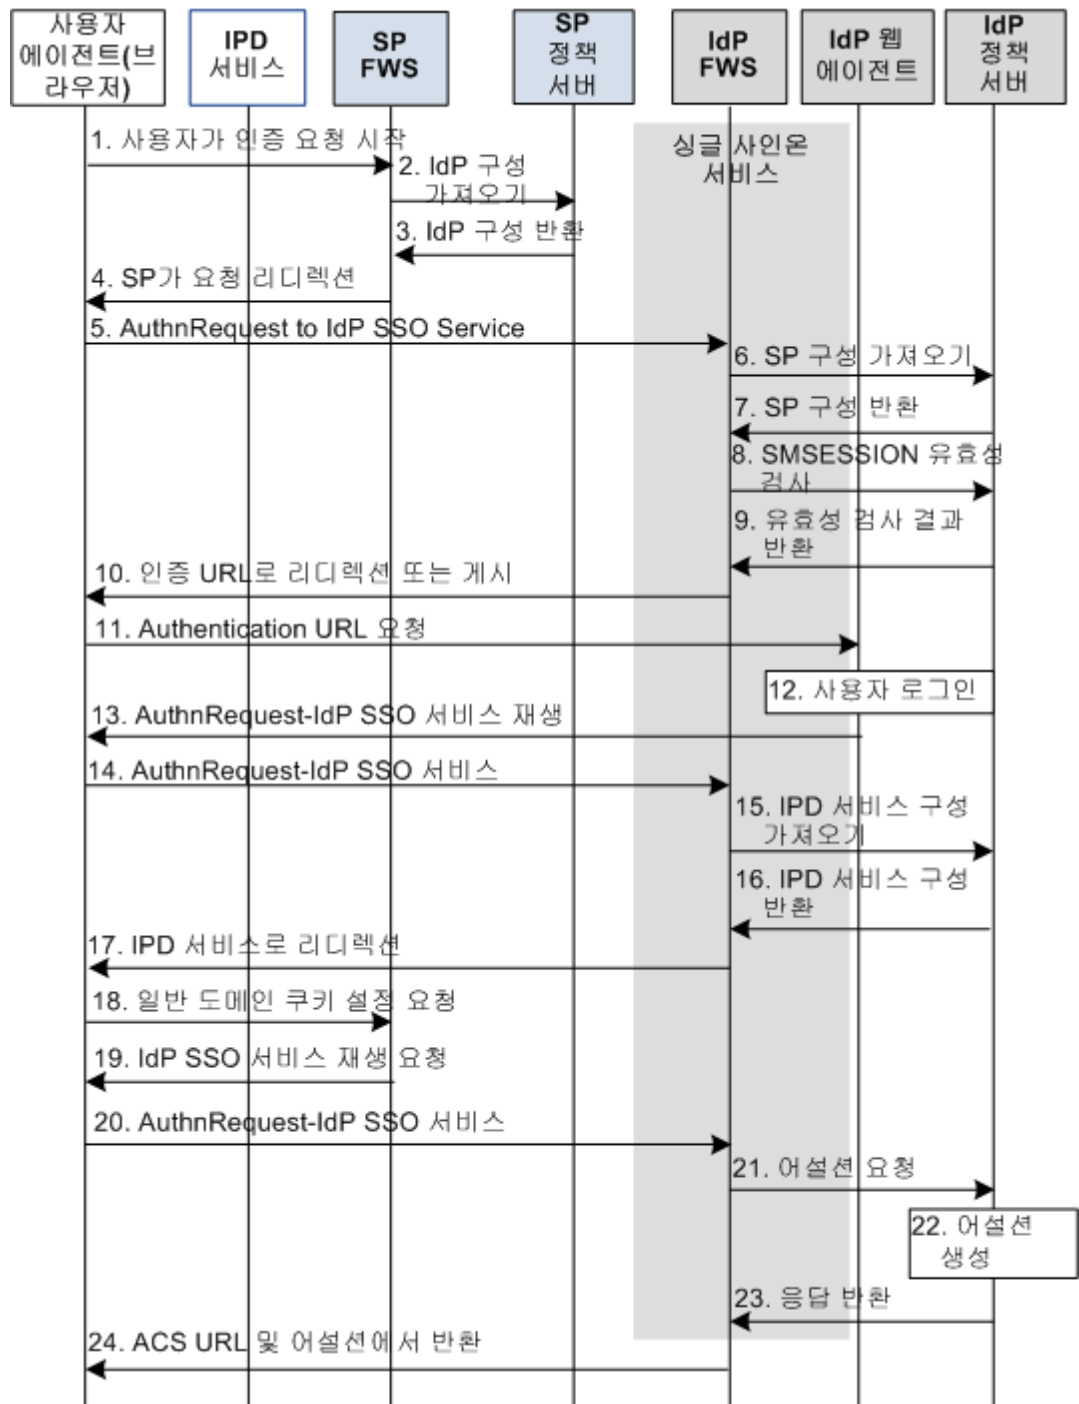 사용자
에이전트(브
라우저)
IPD
서비스
SP
FWS
SP
정책
서버
IdP
FWS
IdP 웹
에이전트
IdP
정책
서버
싱글 사인온
서비스
1. 사용자가 인증 요청 시작
2. IdP 구성
가져오기
3. IdP 구성 반환
4. SP가 요청 리디렉션
5. AuthnRequest to IdP SSO Service
6. SP 구성 가져오기
7. SP 구성 반환
8. SMSESSION 유효성
검사
9. 유효성 검사 결과
반환
10. 인증 URL로 리디렉션 또는 게시
11. Authentication URL 요청
12. 사용자 로그인
13. AuthnRequest-IdP SSO 서비스 재생
14. AuthnRequest-IdP SSO 서비스
15. IPD 서비스 구성
가져오기
16. IPD 서비스 구성
반환
17. IPD 서비스로 리디렉션
18. 일반 도메인 쿠키 설정 요청
19. IdP SSO 서비스 재생 요청
20. AuthnRequest-IdP SSO 서비스
21. 어설션 요청
22. 어설션
생성
23. 응답 반환
24. ACS URL 및 어설션에서 반환